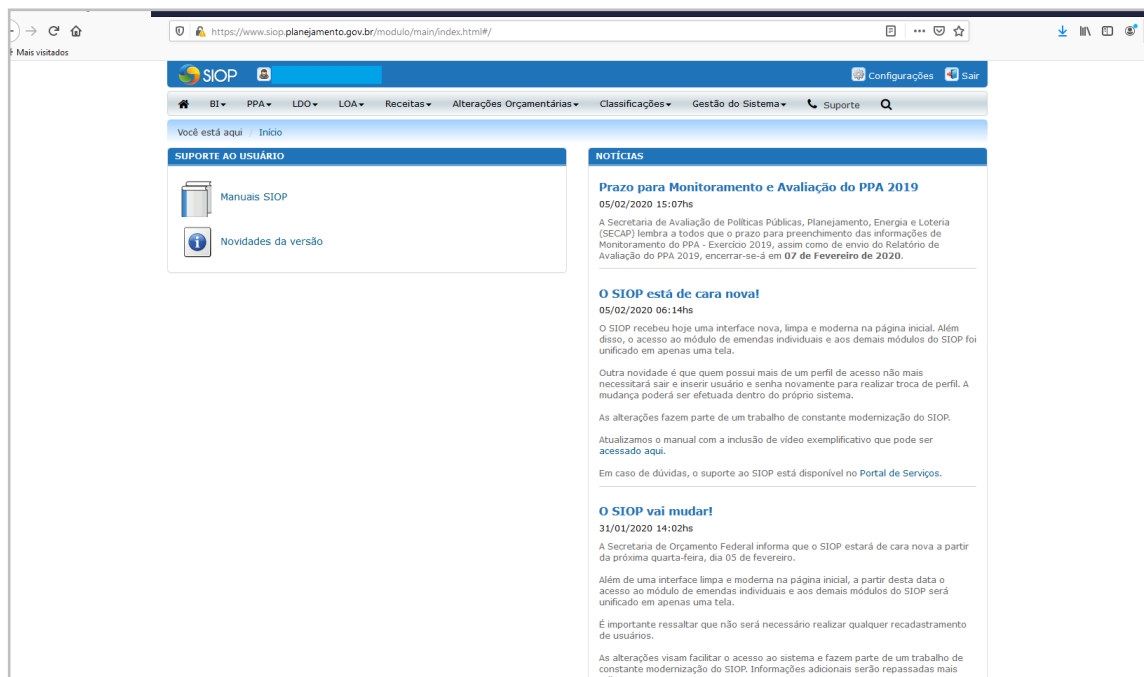 https://www.siop.planejamento.gov.br/modulo/main/index.html#/
Mais visitados
SIOP
Configurações
Sair
BI
PPA
LDO
LOA
Receitas
Alterações Orçamentárias
Classificações
Gestão do Sistema
Suporte
Você está aqui / Início
SUPORTE AO USUÁRIO
Manuais SIOP
Novidades da versão
NOTÍCIAS
Prazo para Monitoramento e Avaliação do PPA 2019
05/02/2020 15:07hs
A Secretaria de Avaliação de Políticas Públicas, Planejamento, Energia e Loteria
(SECAP) lembra a todos que o prazo para preenchimento das informações de
Monitoramento do PPA - Exercício 2019, assim como de envio do Relatório de
Avaliação do PPA 2019, encerrar-se-á em 07 de Fevereiro de 2020.
O SIOP está de cara nova!
05/02/2020 06:14hs
O SIOP recebeu hoje uma interface nova, limpa e moderna na página inicial. Além
disso, o acesso ao módulo de emendas individuais e aos demais módulos do SIOP foi
unificado em apenas uma tela.
Outra novidade é que quem possui mais de um perfil de acesso não mais
necessitará sair e inserir usuário e senha novamente para realizar troca de perfil. A
mudança poderá ser efetuada dentro do próprio sistema.
As alterações fazem parte de um trabalho de constante modernização do SIOP.
Atualizamos o manual com a inclusão de vídeo exemplificativo que pode ser
acessado aqui.
Em caso de dúvidas, o suporte ao SIOP está disponível no Portal de Serviços.
O SIOP vai mudar!
31/01/2020 14:02hs
A Secretaria de Orçamento Federal informa que o SIOP estará de cara nova a partir
da próxima quarta-feira, dia 05 de fevereiro.
Além de uma interface limpa e moderna na página inicial, a partir desta data o
acesso ao módulo de emendas individuais e aos demais módulos do SIOP será
unificado em apenas uma tela.
É importante ressaltar que não será necessário realizar qualquer recadastramento
de usuários.
As alterações visam facilitar o acesso ao sistema e fazem parte de um trabalho de
constante modernização do SIOP. Informações adicionais serão repassadas mais